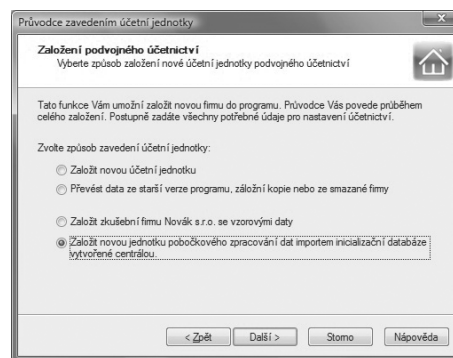 Průvodce zavedením účetní jednotky
Založení podvojného účetnictví
Vyberte způsob založení nové účetní jednotky podvojného účetnictví
Tato funkce Vám umožní založit novou firmu do programu. Průvodce Vás povede průběhem
celého založení. Postupně zadáte všechny potřebné údaje pro nastavení účetnictví.
Zvolte způsob zavedení účetní jednotky:
Založit novou účetní jednotku
Převést data ze starší verze programu, záložní kopie nebo ze smazané firmy
Založit zkušební firmu Novák s.r.o. se vzorovými daty
Založit novou jednotku pobočkového zpracování dat importem inicializační databáze
vytvořené centrálou.
< Zpět Další > Storno Nápověda